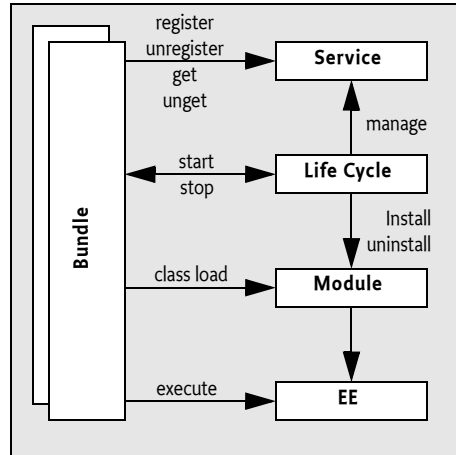 register
unregister
get
unget
Service
manage
start
stop
Life Cycle
Bundle
Install
uninstall
class load
Module
execute
EE